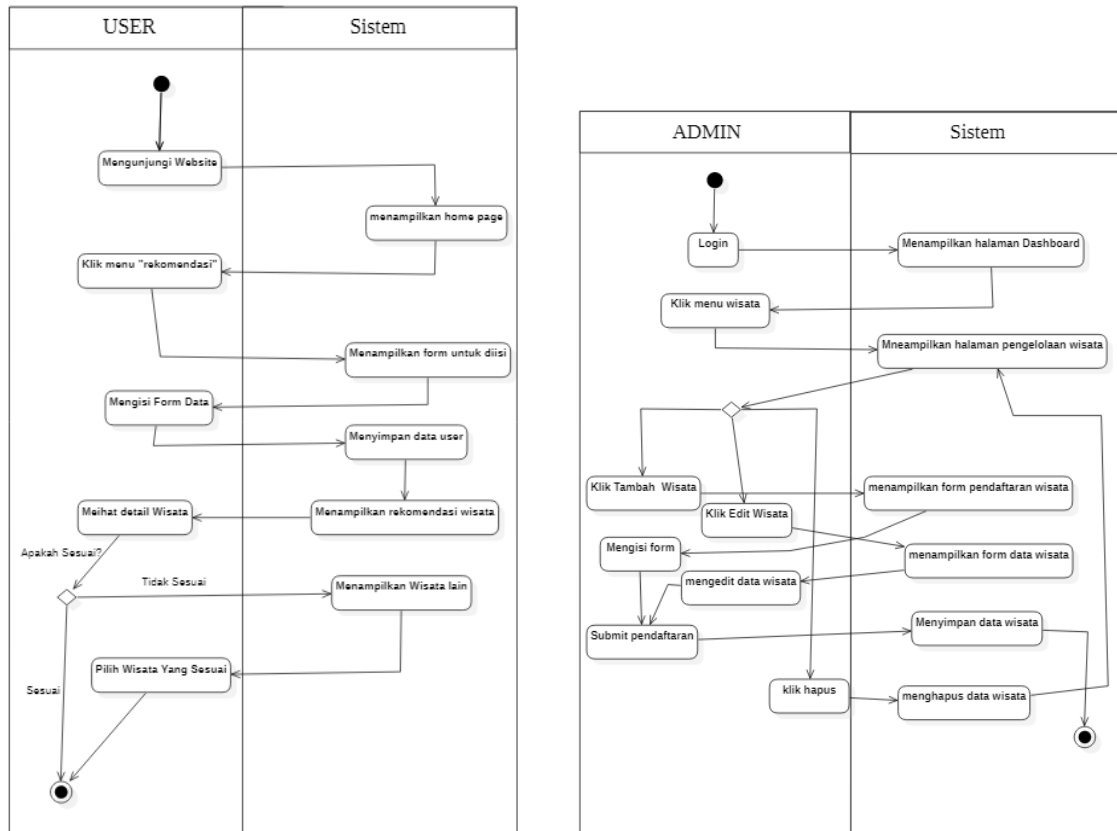 USER
Sistem
Mengunjungi Website
menampilkan home page
Klik menu "rekomendasi"
Menampilkan form untuk diisi
Mengisi Form Data
Menyimpan data user
Meihat detail Wisata
Menampilkan rekomendasi wisata
Apakah Sesuai?
Tidak Sesuai
Menampilkan Wisata lain
Pilih Wisata Yang Sesuai
Sesuai
ADMIN
Sistem
Login
Menampilkan halaman Dashboard
Klik menu wisata
Mneampilkan halaman pengelolaan wisata
Klik Tambah Wisata
menampilkan form pendaftaran wisata
Klik Edit Wisata
Mengisi form
menampilkan form data wisata
mengedit data wisata
Submit pendaftaran
Menyimpan data wisata
klik hapus
menghapus data wisata